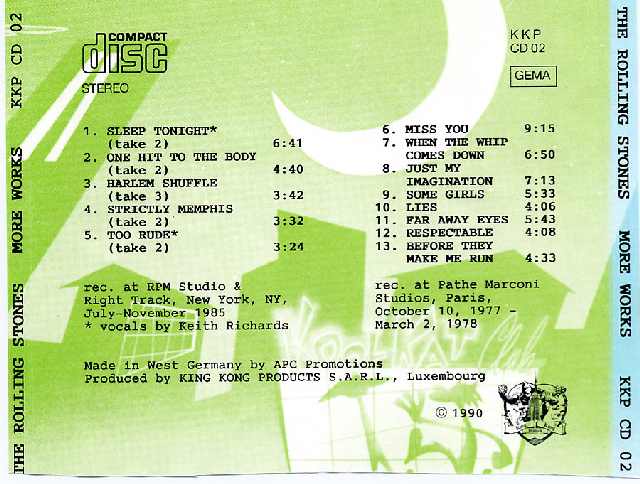 THE ROLLING STONES   MORE WORKS   KKP CD 02
COMPACT
disc
STEREO
KKP
CD 02
GEMA
1. SLEEP TONIGHT*
(take 2) 6:41
2. ONE HIT TO THE BODY
(take 2) 4:40
3. HARLEM SHUFFLE
(take 3) 3:42
4. STRICTLY MEMPHIS
(take 2) 3:32
5. TOO RUDE*
(take 2) 3:24
6. MISS YOU 9:15
7. WHEN THE WHIP
COMES DOWN 6:50
8. JUST MY
IMAGINATION 7:13
9. SOME GIRLS 5:33
10. LIES 4:06
11. FAR AWAY EYES 5:43
12. RESPECTABLE 4:08
13. BEFORE THEY
MAKE ME RUN 4:33
rec. at RPM Studio &
Right Track, New York, NY,
July-November 1985
* vocals by Keith Richards
rec. at Pathe Marconi
Studios, Paris,
October 10, 1977 -
March 2, 1978
KOOL KAT Club
Made in West Germany by APC Promotions
Produced by KING KONG PRODUCTS S.A.R.L., Luxembourg
© 1990
THE ROLLING STONES   MORE WORKS   KKP CD 02